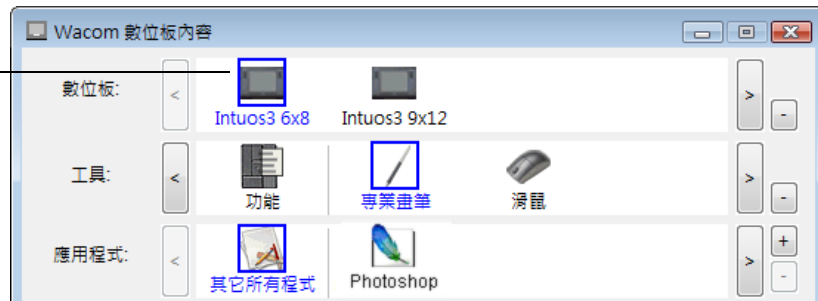 Wacom 數位板內容
數位板:
< Intuos3 6x8 Intuos3 9x12 > -
工具:
< 功能 專業畫筆 滑鼠 > -
應用程式:
< 其它所有程式 Photoshop > + -